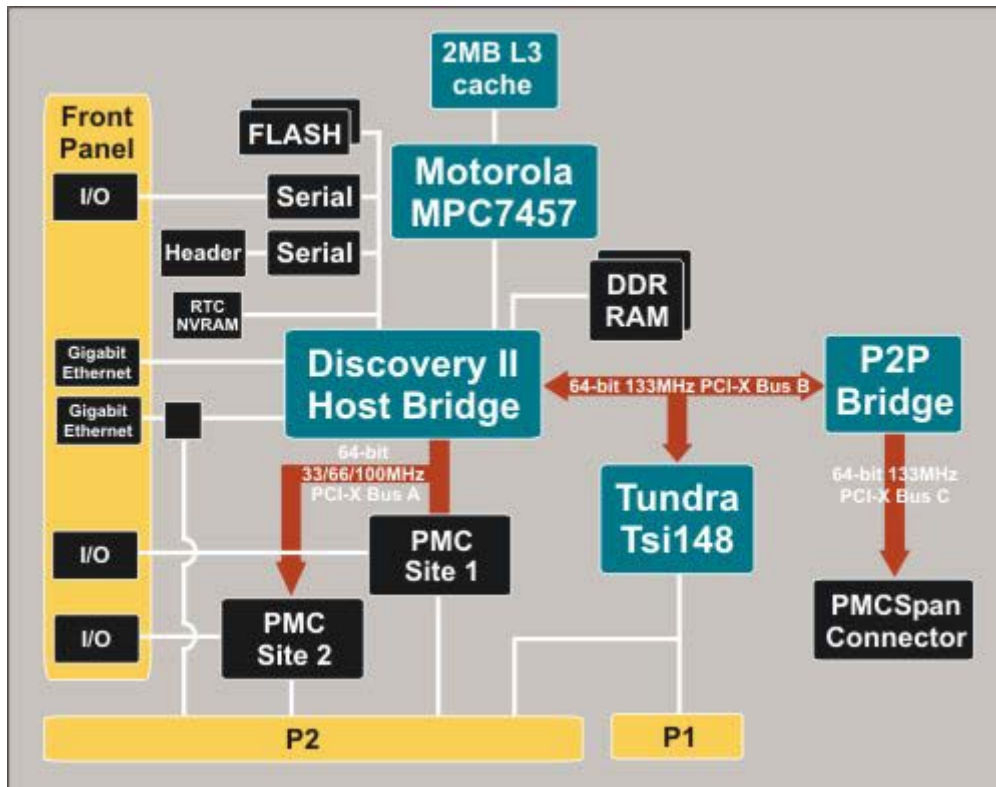 2MB L3
cache
Front
Panel
FLASH
Motorola
MPC7457
I/O
Serial
Header
Serial
DDR
RAM
RTC
NVRAM
Gigabit
Ethernet
Discovery II
Host Bridge
64-bit 133MHz PCI-X Bus B
P2P
Bridge
Gigabit
Ethernet
64-bit
33/66/100MHz
PCI-X Bus A
64-bit 133MHz
PCI-X Bus C
Tundra
Tsi148
I/O
PMC
Site 1
I/O
PMC
Site 2
PMCSpan
Connector
P2
P1